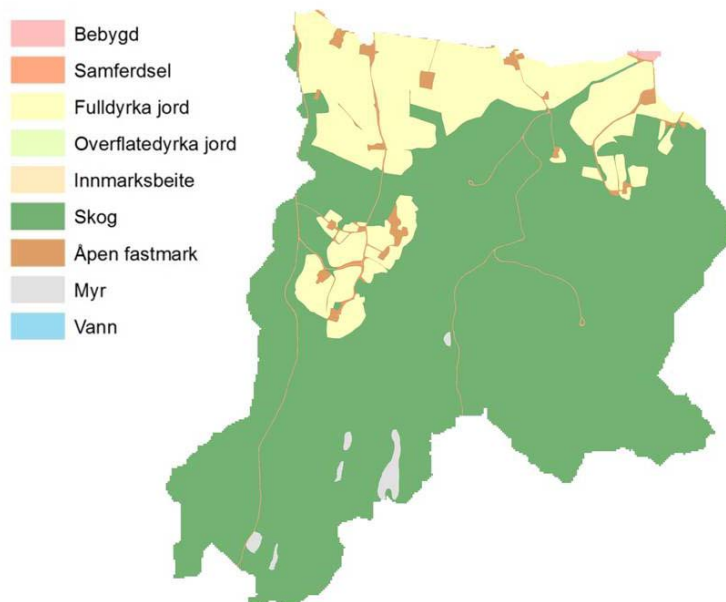 Bebygd
Samferdsel
Fulldyrka jord
Overflatedyrka jord
Innmarksbeite
Skog
Åpen fastmark
Myr
Vann